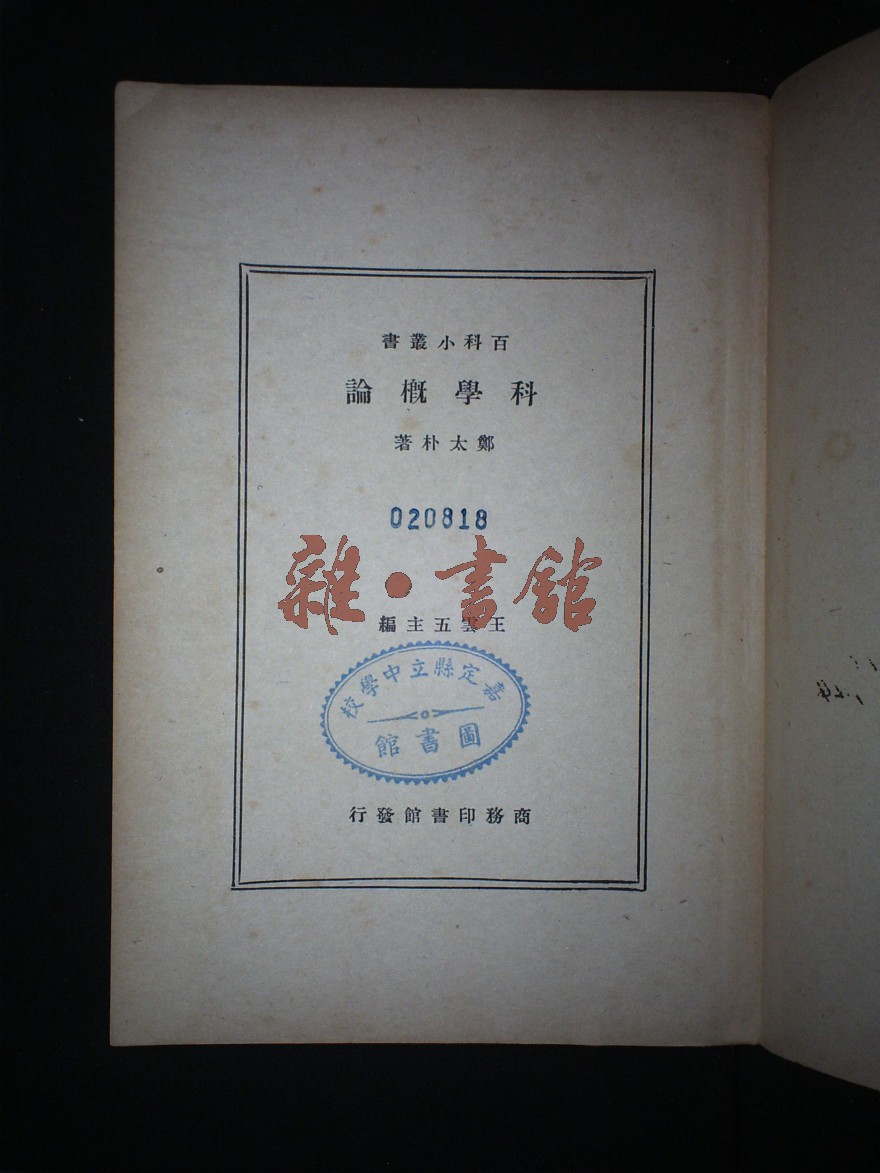 百科小叢書
科學概論
鄭太朴著
020818
雜·書館
王雲五主編
嘉定縣立中學校
圖書館
商務印書館發行